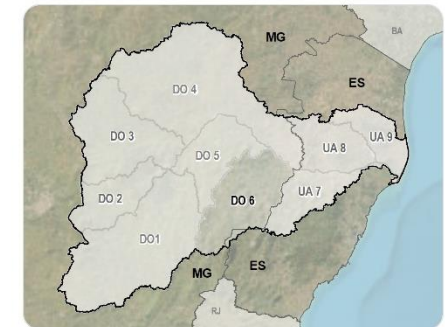 BA
MG
ES
DO 4
DO 3
UA 9
UA 8
DO 5
UA 7
DO 2
DO 6
DO1
ES
MG
RJ